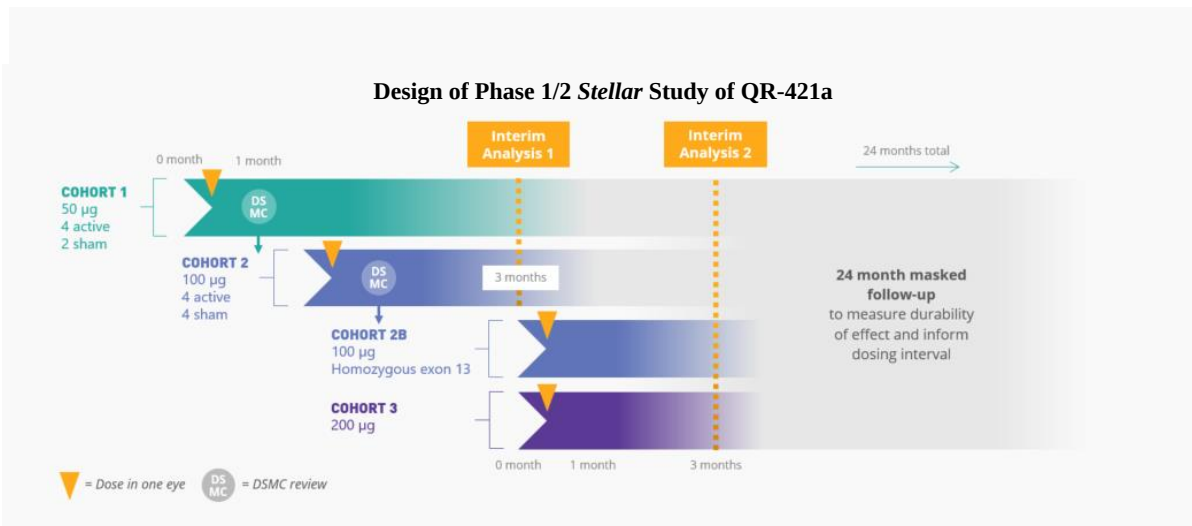 Design of Phase 1/2 Stellar Study of QR-421a
Interim
Analysis 1
Interim
Analysis 2
0 month
1 month
24 months total
COHORT 1
50 µg
4 active
2 sham
DS
MC
COHORT 2
100 µg
4 active
4 sham
DS
MC
3 months
24 month masked
follow-up
to measure durability
of effect and inform
dosing interval
COHORT 2B
100 µg
Homozygous exon 13
COHORT 3
200 µg
0 month
1 month
3 months
= Dose in one eye
DS
MC
= DSMC review